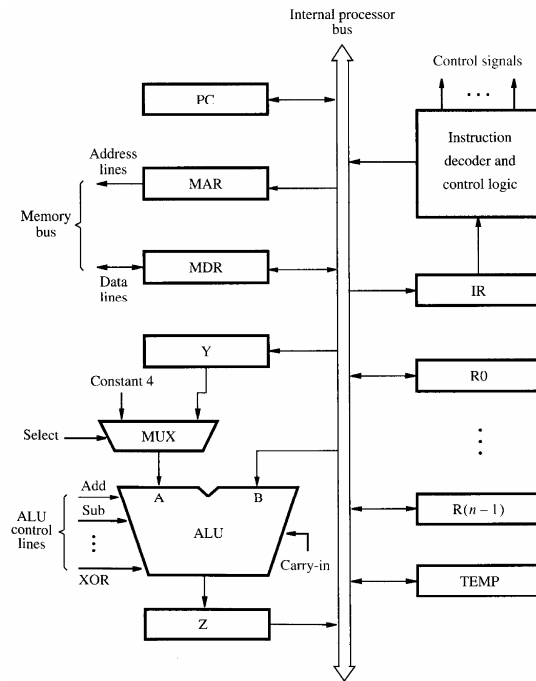 Internal processor
bus
Control signals
...
PC
Instruction
decoder and
control logic
Address
lines
MAR
Memory
bus
MDR
Data
lines
IR
Y
Constant 4
R0
Select
MUX
Add
A
B
Sub
ALU
control
lines
ALU
R(n − 1)
Carry-in
XOR
TEMP
Z